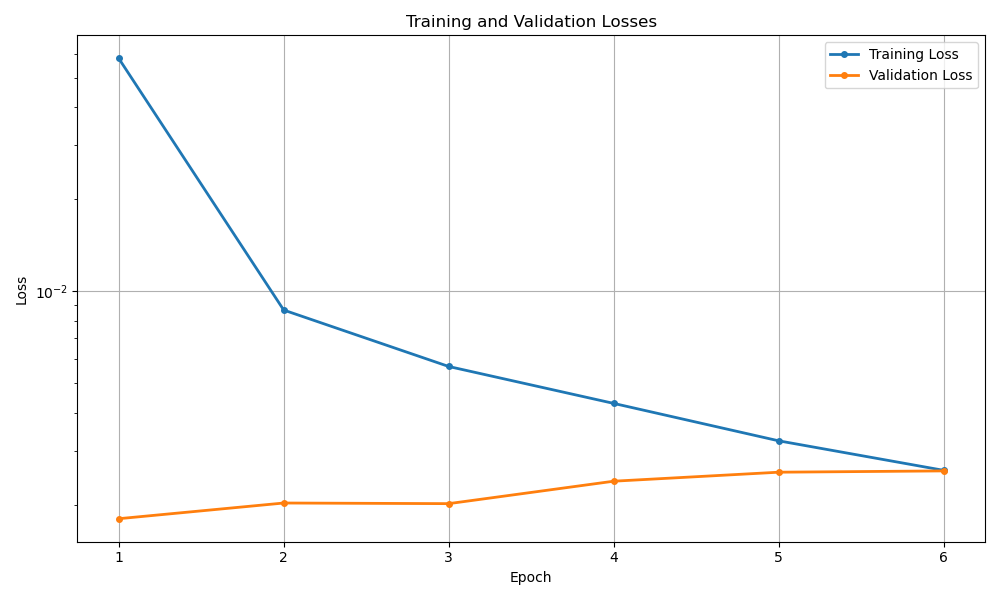 Training and Validation Losses
Training Loss
Validation Loss
Loss
10⁻²
1 2 3 4 5 6
Epoch